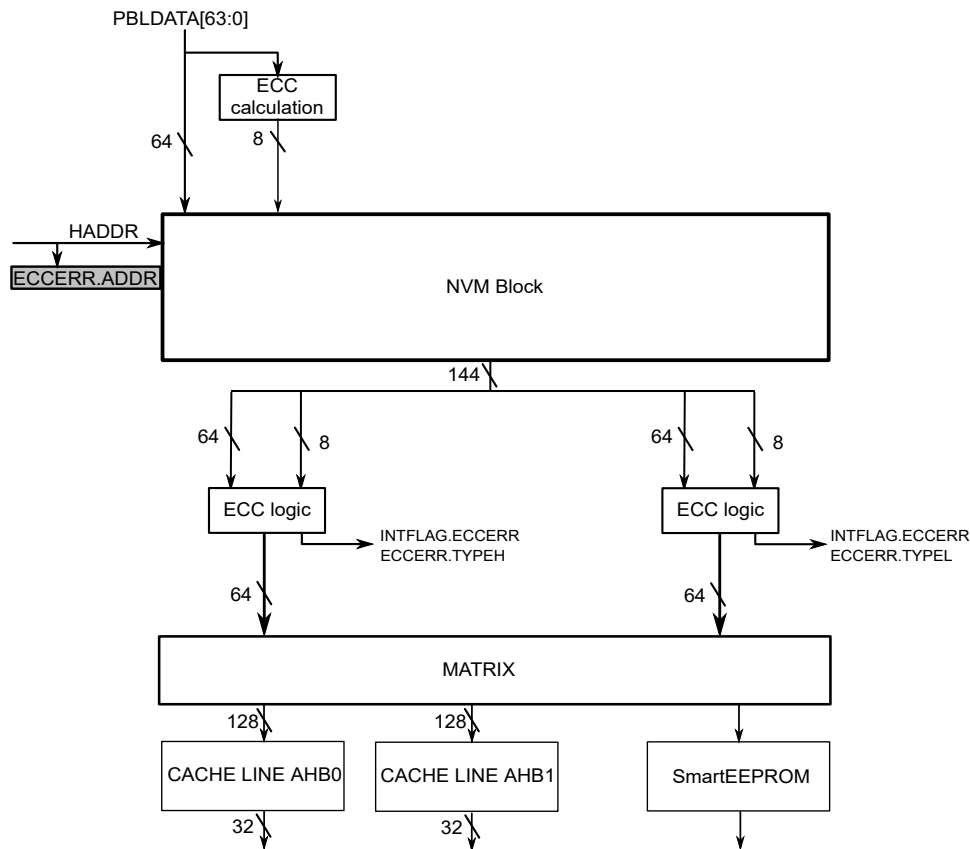 PBLDATA[63:0]
ECC
calculation
64
8
HADDR
ECCERR.ADDR
NVM Block
144
64
8
64
8
ECC logic
ECC logic
INTFLAG.ECCERR
ECCERR.TYPEH
INTFLAG.ECCERR
ECCERR.TYPEL
64
64
MATRIX
128
128
CACHE LINE AHB0
CACHE LINE AHB1
SmartEEPROM
32
32